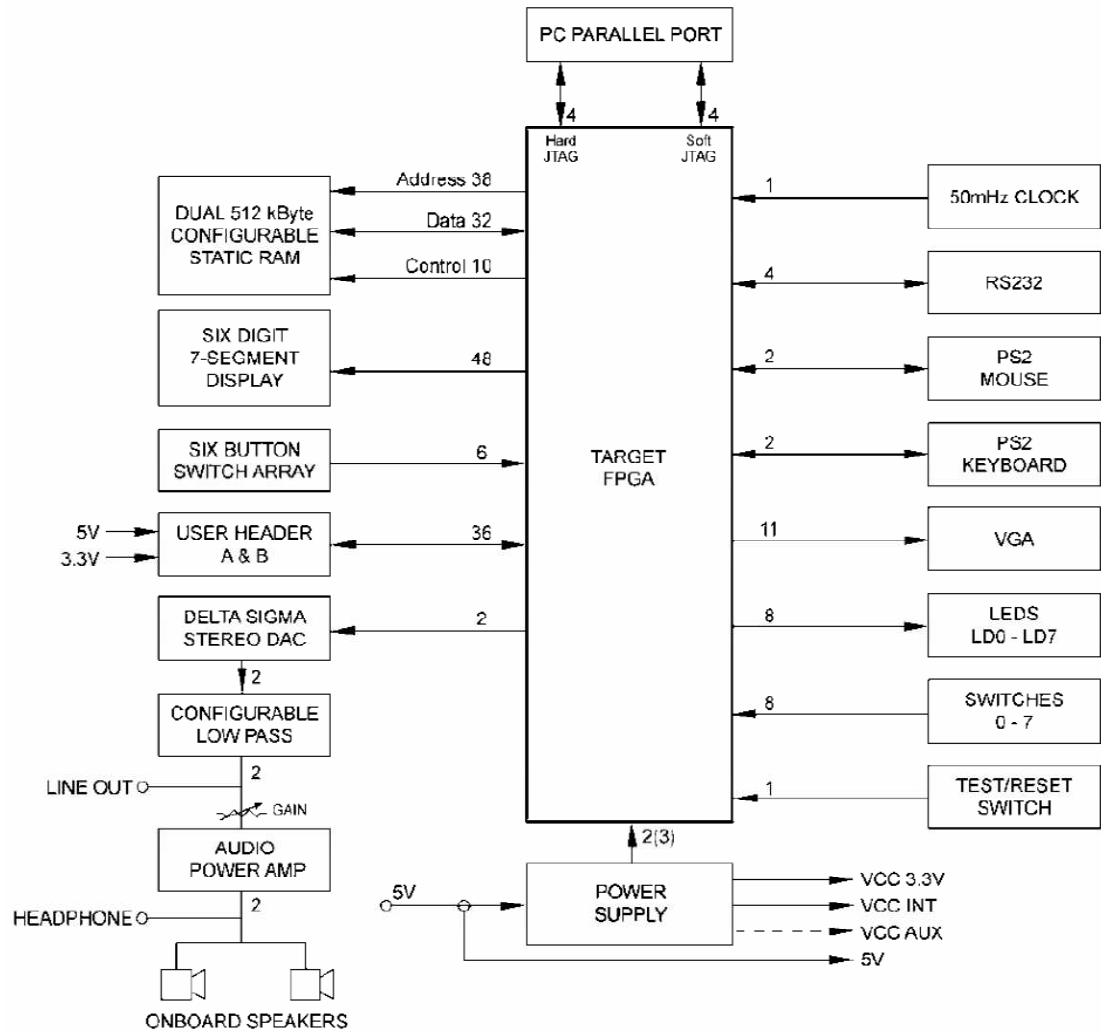 PC PARALLEL PORT
4
4
Hard
JTAG
Soft
JTAG
DUAL 512 kByte
CONFIGURABLE
STATIC RAM
Address 38
Data 32
Control 10
SIX DIGIT
7-SEGMENT
DISPLAY
48
SIX BUTTON
SWITCH ARRAY
6
5V
3.3V
USER HEADER
A & B
36
DELTA SIGMA
STEREO DAC
2
2
CONFIGURABLE
LOW PASS
2
LINE OUT
GAIN
AUDIO
POWER AMP
2
HEADPHONE
ONBOARD SPEAKERS
TARGET
FPGA
1
50mHz CLOCK
4
RS232
2
PS2
MOUSE
2
PS2
KEYBOARD
11
VGA
8
LEDS
LD0 - LD7
8
SWITCHES
0 - 7
1
TEST/RESET
SWITCH
2(3)
5V
POWER
SUPPLY
VCC 3.3V
VCC INT
VCC AUX
5V